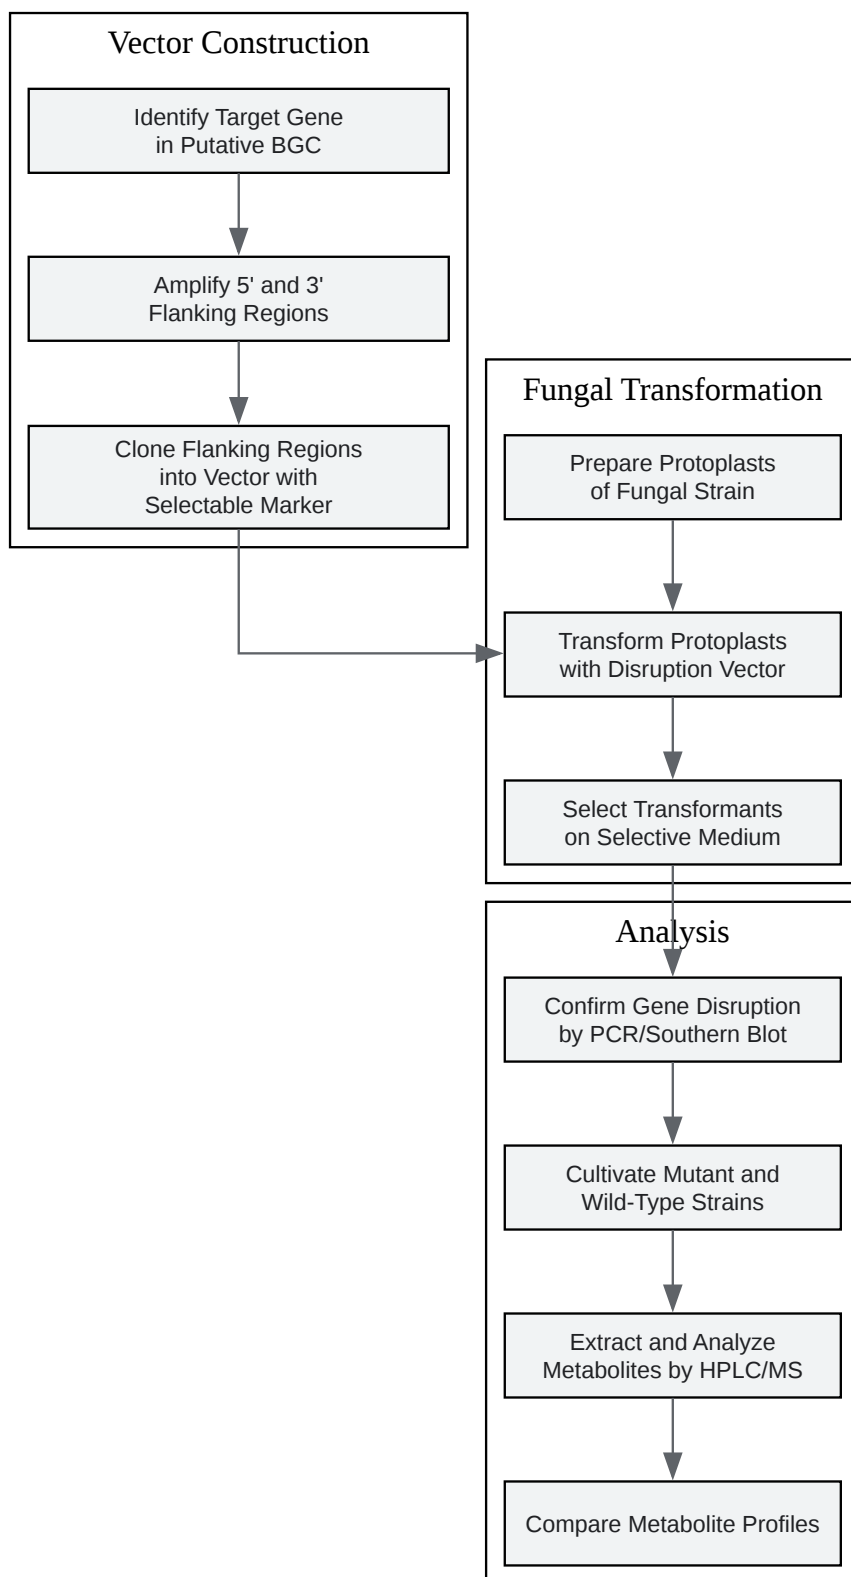 Vector Construction
Identify Target Gene
in Putative BGC
Amplify 5' and 3'
Flanking Regions
Clone Flanking Regions
into Vector with
Selectable Marker
Fungal Transformation
Prepare Protoplasts
of Fungal Strain
Transform Protoplasts
with Disruption Vector
Select Transformants
on Selective Medium
Analysis
Confirm Gene Disruption
by PCR/Southern Blot
Cultivate Mutant and
Wild-Type Strains
Extract and Analyze
Metabolites by HPLC/MS
Compare Metabolite Profiles